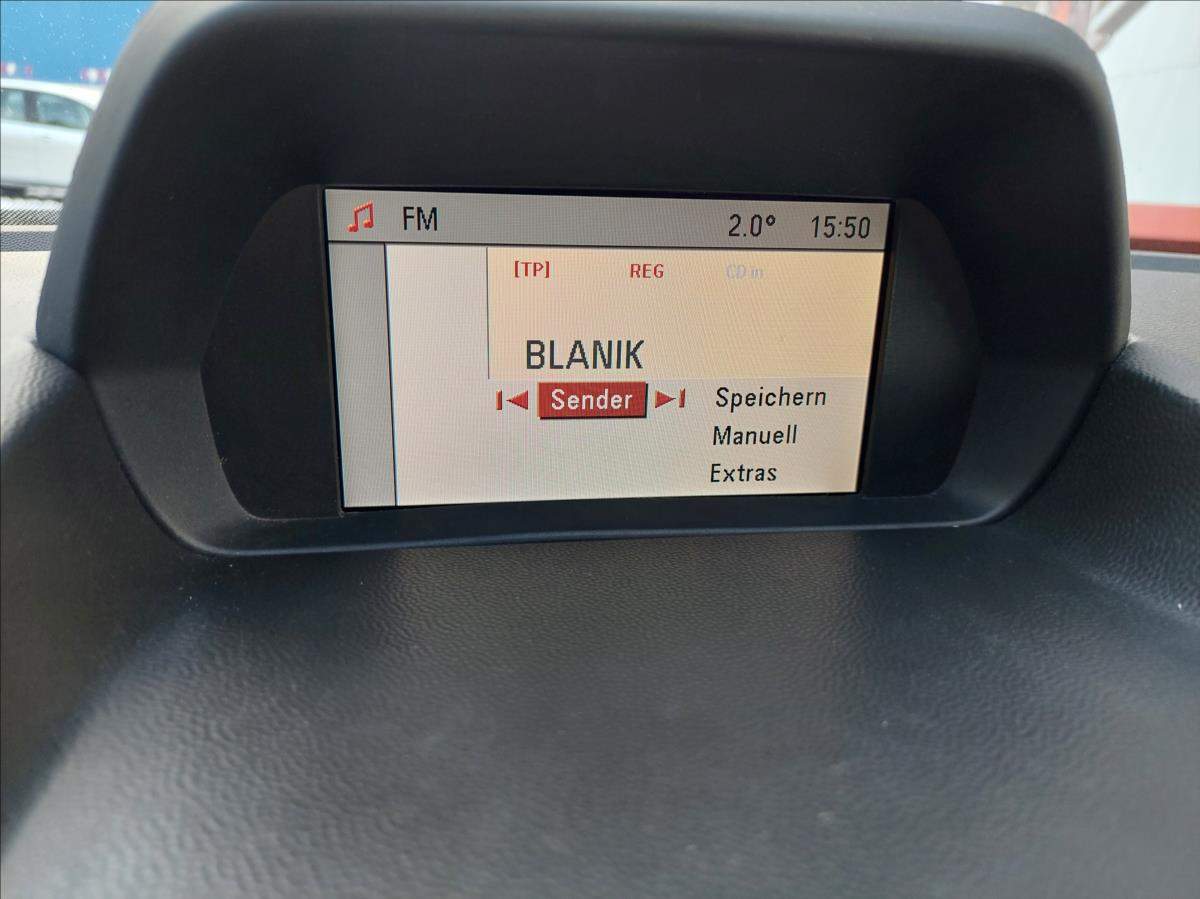 FM 2.0° 15:50
[TP] REG CD in
BLANIK
Sender Speichern
Manuell
Extras